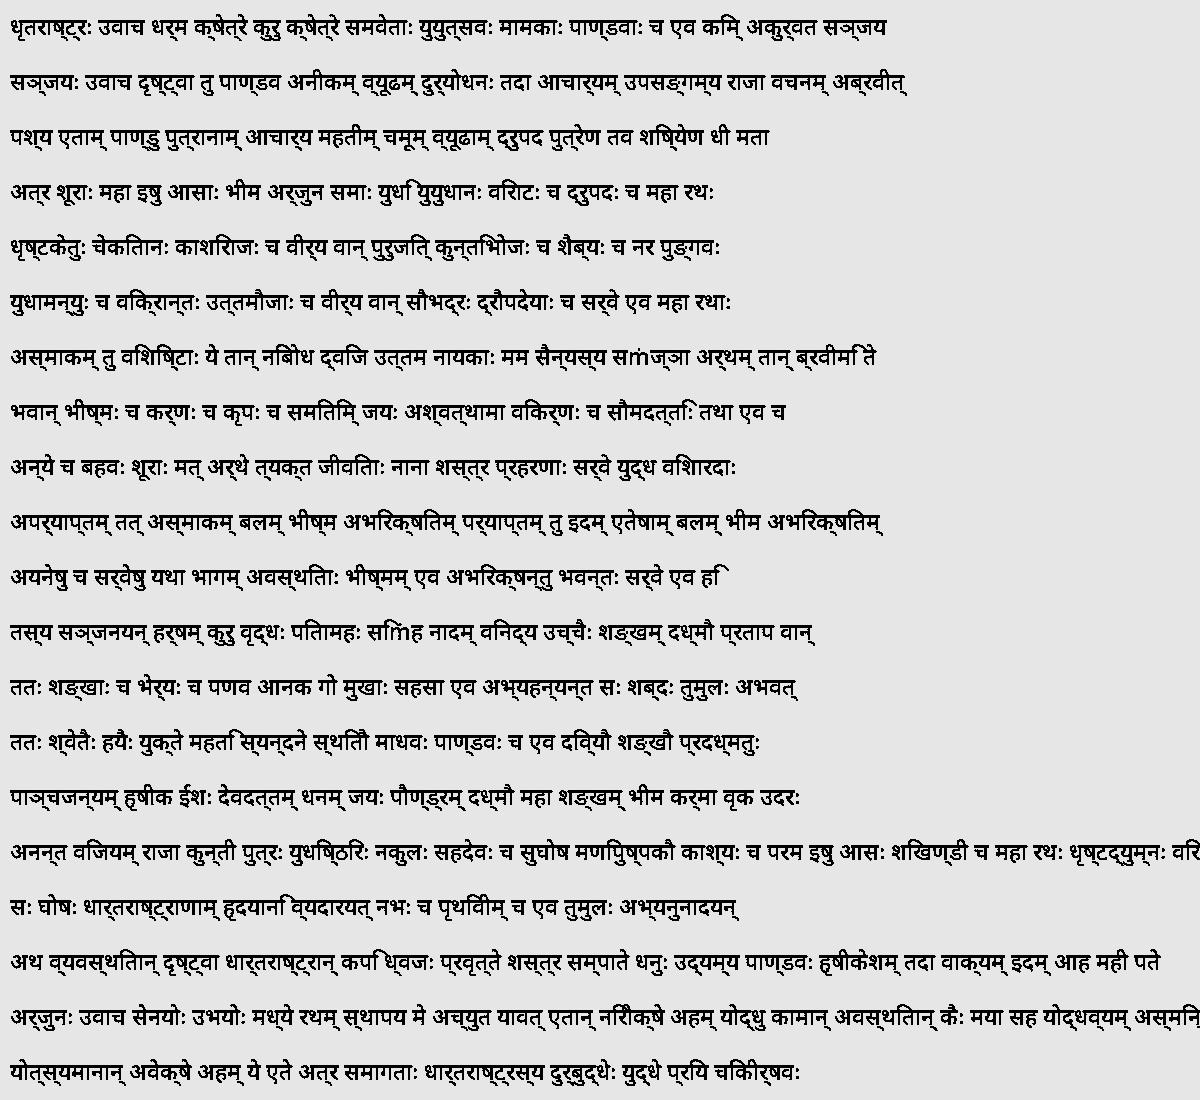 धृतराष्ट्रः उवाच धर्म क्षेत्रे कुरु क्षेत्रे समवेताः युयुत्सवः मामकाः पाण्डवाः च एव किम् अकुर्वत सञ्जय
सञ्जयः उवाच दृष्ट्वा तु पाण्डव अनीकम् व्यूढम् दुर्योधनः तदा आचार्यम् उपसङ्गम्य राजा वचनम् अब्रवीत्
पश्य एताम् पाण्डु पुत्रानाम् आचार्य महतीम् चमूम् व्यूढाम् द्रुपद पुत्रेण तव शिष्येण धी मता
अत्र शूराः महा इषु आसाः भीम अर्जुन समाः युधि युयुधानः विराटः च द्रुपदः च महा रथः
धृष्टकेतुः चेकितानः काशिराजः च वीर्य वान् पुरुजित् कुन्तिभोजः च शैब्यः च नर पुङ्गवः
युधामन्युः च विक्रान्तः उत्तमौजाः च वीर्य वान् सौभद्रः द्रौपदेयाः च सर्वे एव महा रथाः
अस्माकम् तु विशिष्टाः ये तान् निबोध द्विज उत्तम नायकाः मम सैन्यस्य सṁज्ञा अर्थम् तान् ब्रवीमि ते
भवान् भीष्मः च कर्णः च कृपः च समितिम् जयः अश्वत्थामा विकर्णः च सौमदत्तिः तथा एव च
अन्ये च बहवः शूराः मत् अर्थे त्यक्त जीविताः नाना शस्त्र प्रहरणाः सर्वे युद्ध विशारदाः
अपर्याप्तम् तत् अस्माकम् बलम् भीष्म अभिरक्षितम् पर्याप्तम् तु इदम् एतेषाम् बलम् भीम अभिरक्षितम्
अयनेषु च सर्वेषु यथा भागम् अवस्थिताः भीष्मम् एव अभिरक्षन्तु भवन्तः सर्वे एव हि
तस्य सञ्जनयन् हर्षम् कुरु वृद्धः पितामहः सिṁह नादम् विनद्य उच्चैः शङ्खम् दध्मौ प्रताप वान्
ततः शङ्खाः च भेर्यः च पणव आनक गो मुखाः सहसा एव अभ्यहन्यन्त सः शब्दः तुमुलः अभवत्
ततः श्वेतैः हयैः युक्ते महति स्यन्दने स्थितौ माधवः पाण्डवः च एव दिव्यौ शङ्खौ प्रदध्मतुः
पाञ्चजन्यम् हृषीक ईशः देवदत्तम् धनम् जयः पौण्ड्रम् दध्मौ महा शङ्खम् भीम कर्मा वृक उदरः
अनन्त विजयम् राजा कुन्ती पुत्रः युधिष्ठिरः नकुलः सहदेवः च सुघोष मणिपुष्पकौ काश्यः च परम इषु आसः शिखण्डी च महा रथः धृष्टद्युम्नः
सः घोषः धार्तराष्ट्राणाम् हृदयानि व्यदारयत् नभः च पृथिवीम् च एव तुमुलः अभ्यनुनादयन्
अथ व्यवस्थितान् दृष्ट्वा धार्तराष्ट्रान् कपि ध्वजः प्रवृत्ते शस्त्र सम्पाते धनुः उद्यम्य पाण्डवः हृषीकेशम् तदा वाक्यम् इदम् आह मही पते
अर्जुनः उवाच सेनयोः उभयोः मध्ये रथम् स्थापय मे अच्युत यावत् एतान् निरीक्षे अहम् योद्धु कामान् अवस्थितान् कैः मया सह योद्धव्यम् अस्मिन्
योत्स्यमानान् अवेक्षे अहम् ये एते अत्र समागताः धार्तराष्ट्रस्य दुर्बुद्धेः युद्धे प्रिय चिकीर्षवः